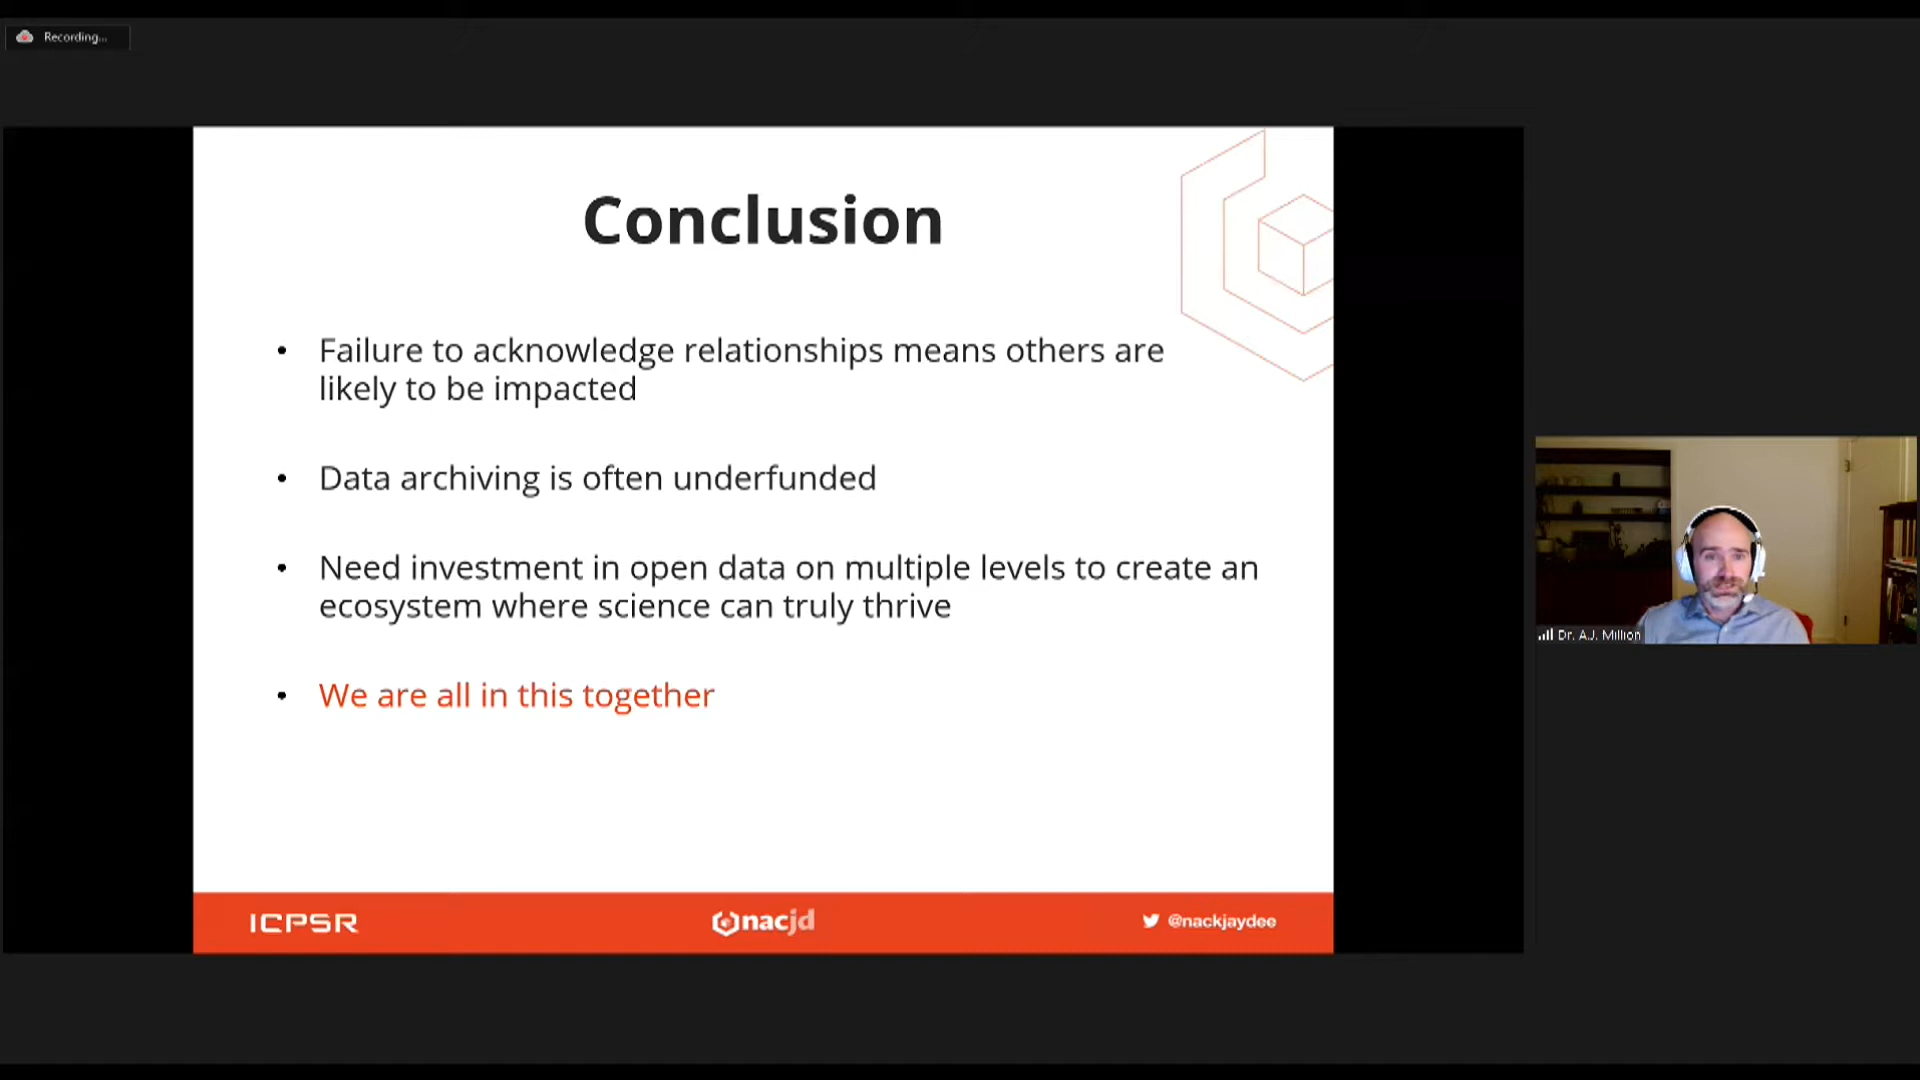 Recording...
Conclusion
• Failure to acknowledge relationships means others are
likely to be impacted
• Data archiving is often underfunded
• Need investment in open data on multiple levels to create an
ecosystem where science can truly thrive
• We are all in this together
Dr. A.J. Million
ICPSR
nacjd
@nackjaydee